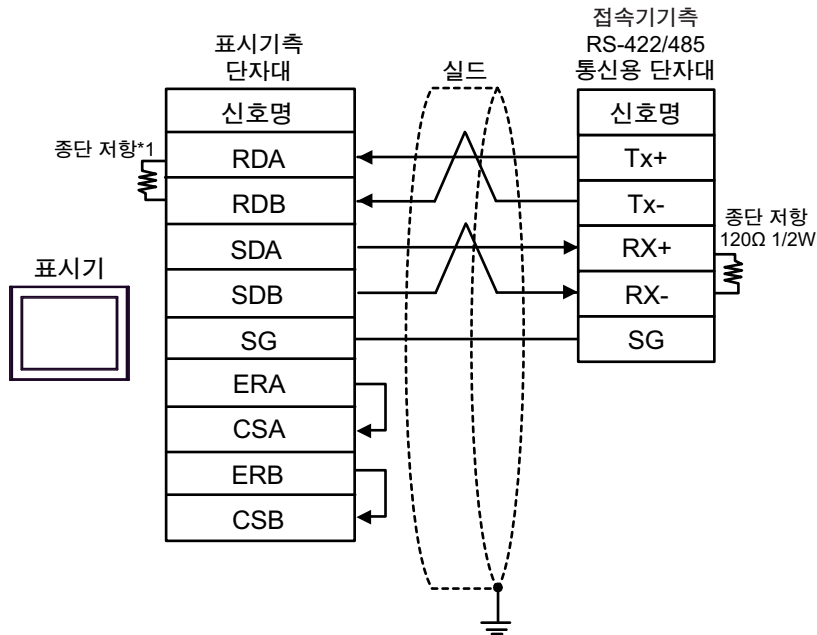 표시기측
단자대
신호명
RDA
RDB
SDA
SDB
SG
ERA
CSA
ERB
CSB
종단 저항*1
표시기
실드
접속기기측
RS-422/485
통신용 단자대
신호명
Tx+
Tx-
RX+
RX-
SG
종단 저항
120Ω 1/2W